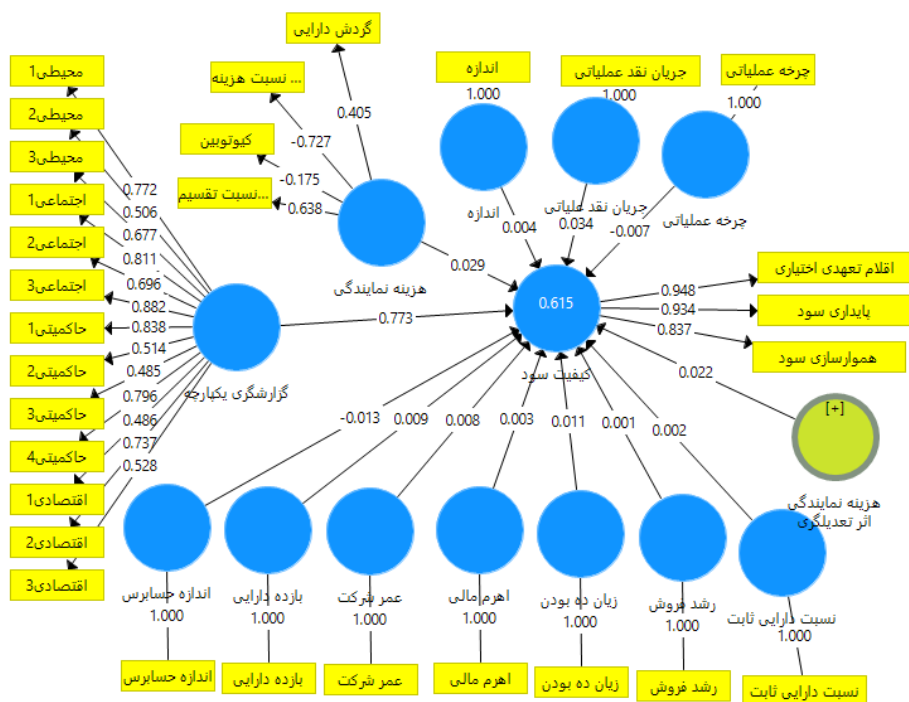 گردش دارایی
محیطی1
نسبت هزینه ...
اندازه
1.000
جریان نقد عملیاتی
1.000
چرخه عملیاتی
1.000
محیطی2
0.405
-0.727
کیوتوبین
محیطی3
-0.175
نسبت تقسیم...
0.638
0.772
0.506
0.677
0.811
0.696
0.882
0.838
0.514
0.485
0.796
0.486
0.737
0.528
اجتماعی1
اجتماعی2
اجتماعی3
حاکمیتی1
حاکمیتی2
حاکمیتی3
حاکمیتی4
اقتصادی1
اقتصادی2
اقتصادی3
اندازه
جریان نقد علیاتی
چرخه عملیاتی
0.004
0.034
-0.007
هزینه نمایندگی
0.029
گزارشگری یکپارچه
0.773
0.615
کیفیت سود
0.948
0.934
0.837
اقلام تعهدی اختیاری
پایداری سود
هموارسازی سود
0.022
[+]
هزینه نمایندگی
اثر تعدیلگری
-0.013
0.009
0.008
0.003
0.011
0.001
0.002
اندازه حسابرس
بازده دارایی
عمر شرکت
اهرم مالی
زیان ده بودن
رشد فروش
نسبت دارایی ثابت
1.000
1.000
1.000
1.000
1.000
1.000
1.000
اندازه حسابرس
بازده دارایی
عمر شرکت
اهرم مالی
زیان ده بودن
رشد فروش
نسبت دارایی ثابت